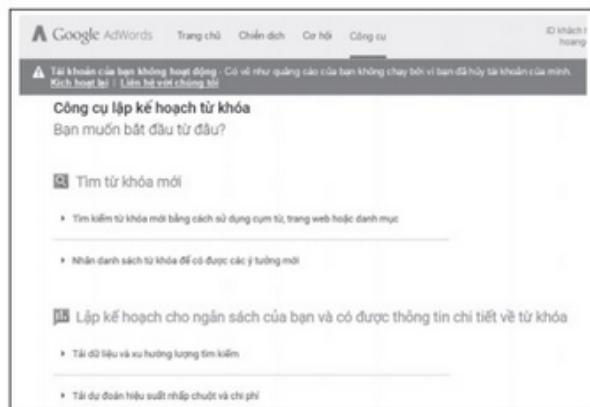 Google AdWords Trang chủ Chiến dịch Cơ hội Công cụ ID khách h
hoang
Tài khoản của bạn không hoạt động - Có vẻ như quảng cáo của bạn không chạy bởi vì bạn đã hủy tài khoản của mình.
Kích hoạt lại | Liên hệ với chúng tôi
Công cụ lập kế hoạch từ khóa
Bạn muốn bắt đầu từ đâu?
Tìm từ khóa mới
Tìm kiếm từ khóa mới bằng cách sử dụng cụm từ, trang web hoặc danh mục
Nhân danh sách từ khóa để có được các ý tưởng mới
Lập kế hoạch cho ngân sách của bạn và có được thông tin chi tiết về từ khóa
Tải dữ liệu và xu hướng lượng tìm kiếm
Tải dự đoán hiệu suất nhấp chuột và chi phí